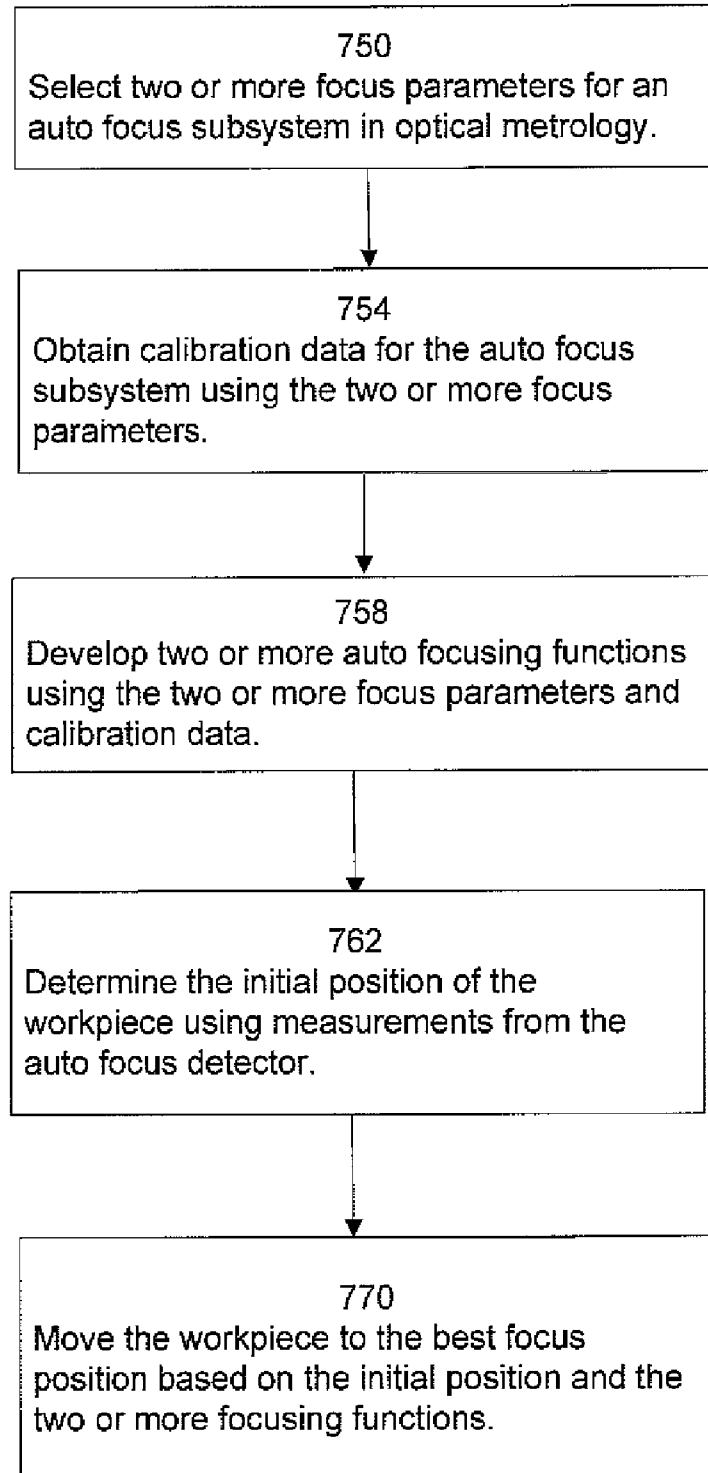 750
Select two or more focus parameters for an
auto focus subsystem in optical metrology.
754
Obtain calibration data for the auto focus
subsystem using the two or more focus
parameters.
758
Develop two or more auto focusing functions
using the two or more focus parameters and
calibration data.
762
Determine the initial position of the
workpiece using measurements from the
auto focus detector.
770
Move the workpiece to the best focus
position based on the initial position and the
two or more focusing functions.